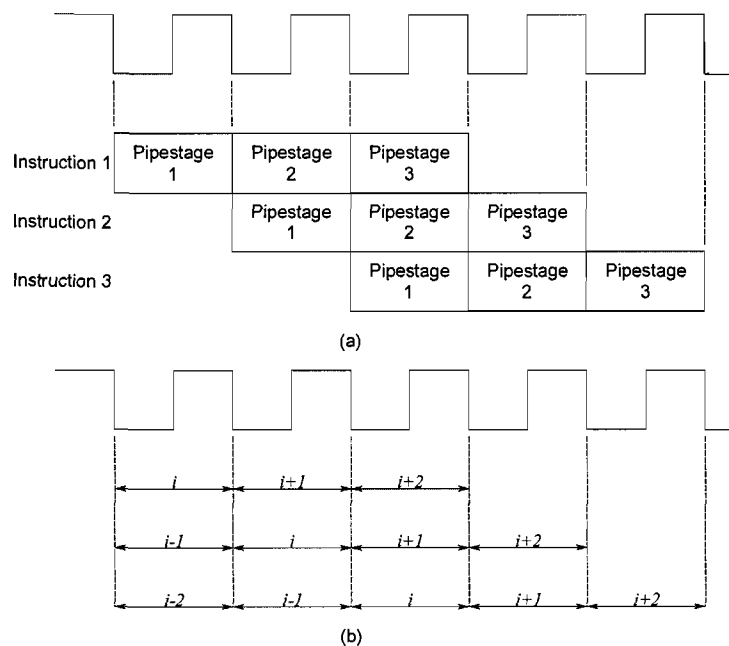 Instruction 1 Pipestage 1 Pipestage 2 Pipestage 3
Instruction 2 Pipestage 1 Pipestage 2 Pipestage 3
Instruction 3 Pipestage 1 Pipestage 2 Pipestage 3
(a)
i i+1 i+2
i-1 i i+1 i+2
i-2 i-1 i i+1 i+2
(b)